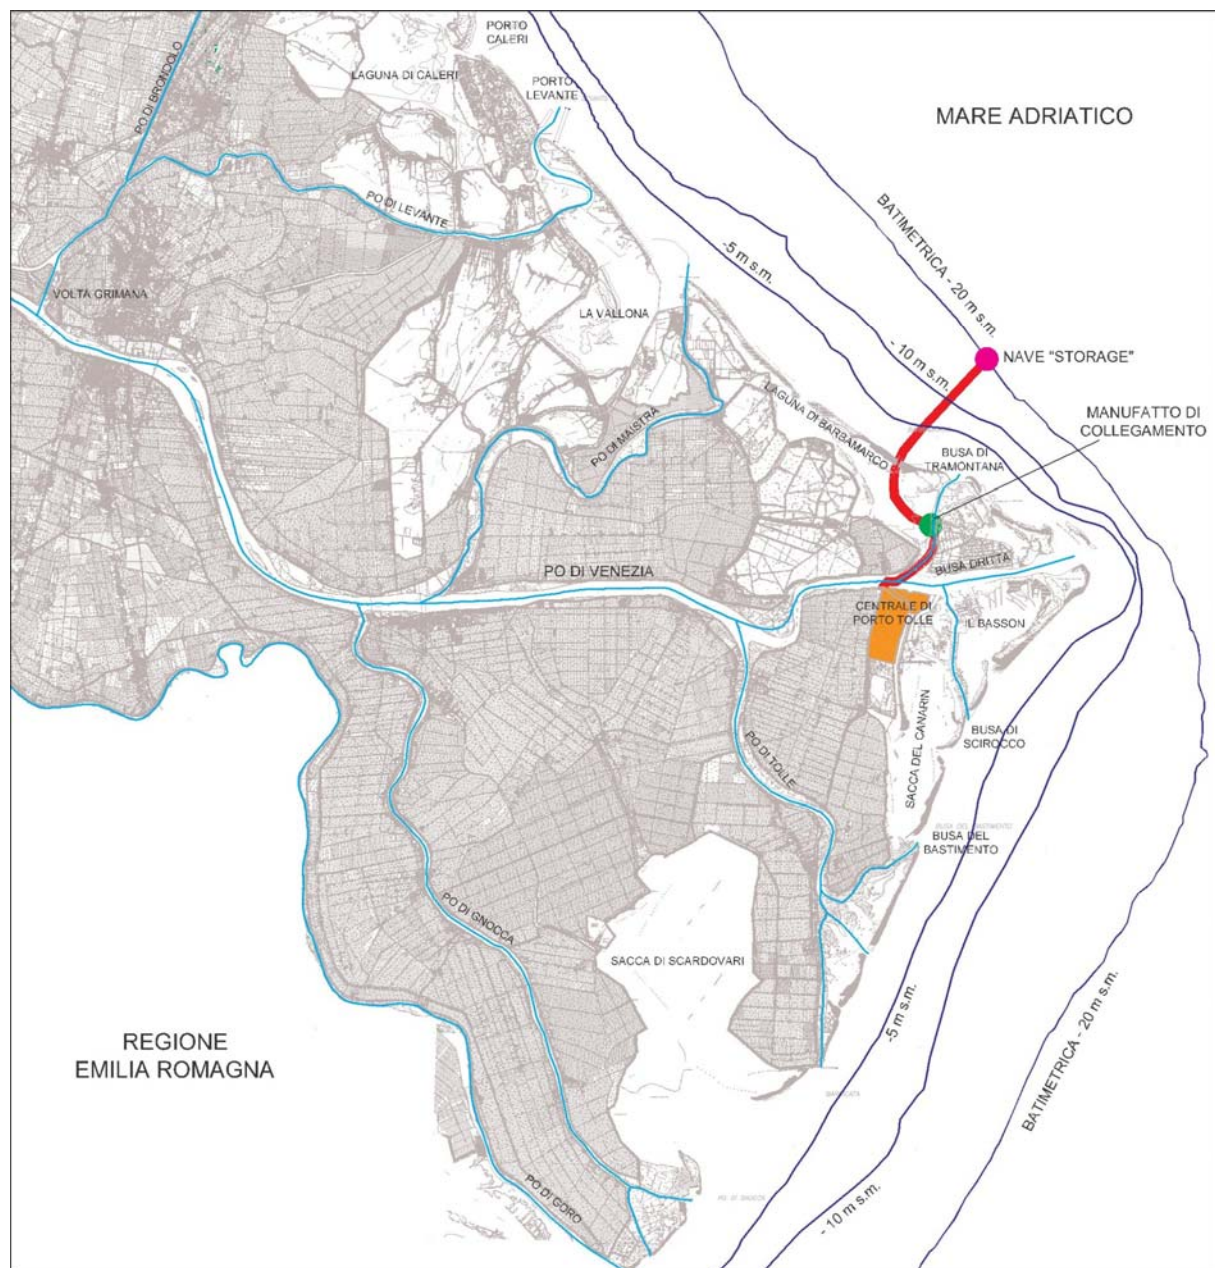 PORTO
CALERI
LAGUNA DI CALERI
PORTO
LEVANTE
PO DI BRONDOLO
MARE ADRIATICO
PO DI LEVANTE
BATIMETRICA - 20 m s.m.
-5 m s.m.
VOLTA GRIMANA
LA VALLONA
- 10 m s.m.
NAVE "STORAGE"
LAGUNA DI BARBAMARCO
MANUFATTO DI
COLLEGAMENTO
PO DI MAISTRA
BUSA DI
TRAMONTANA
PO DI VENEZIA
BUSA DRITTA
CENTRALE DI
PORTO TOLLE
IL BASSON
SACCA DEL CANARIN
BUSA DI
SCIROCCO
PO DI TOLLE
BUSA DEL BASTIMENTO
BUSA DEL
BASTIMENTO
PO DI GNOCCA
SACCA DI SCARDOVARI
-5 m s.m.
REGIONE
EMILIA ROMAGNA
BATIMETRICA - 20 m s.m.
PO DI GORO
- 10 m s.m.